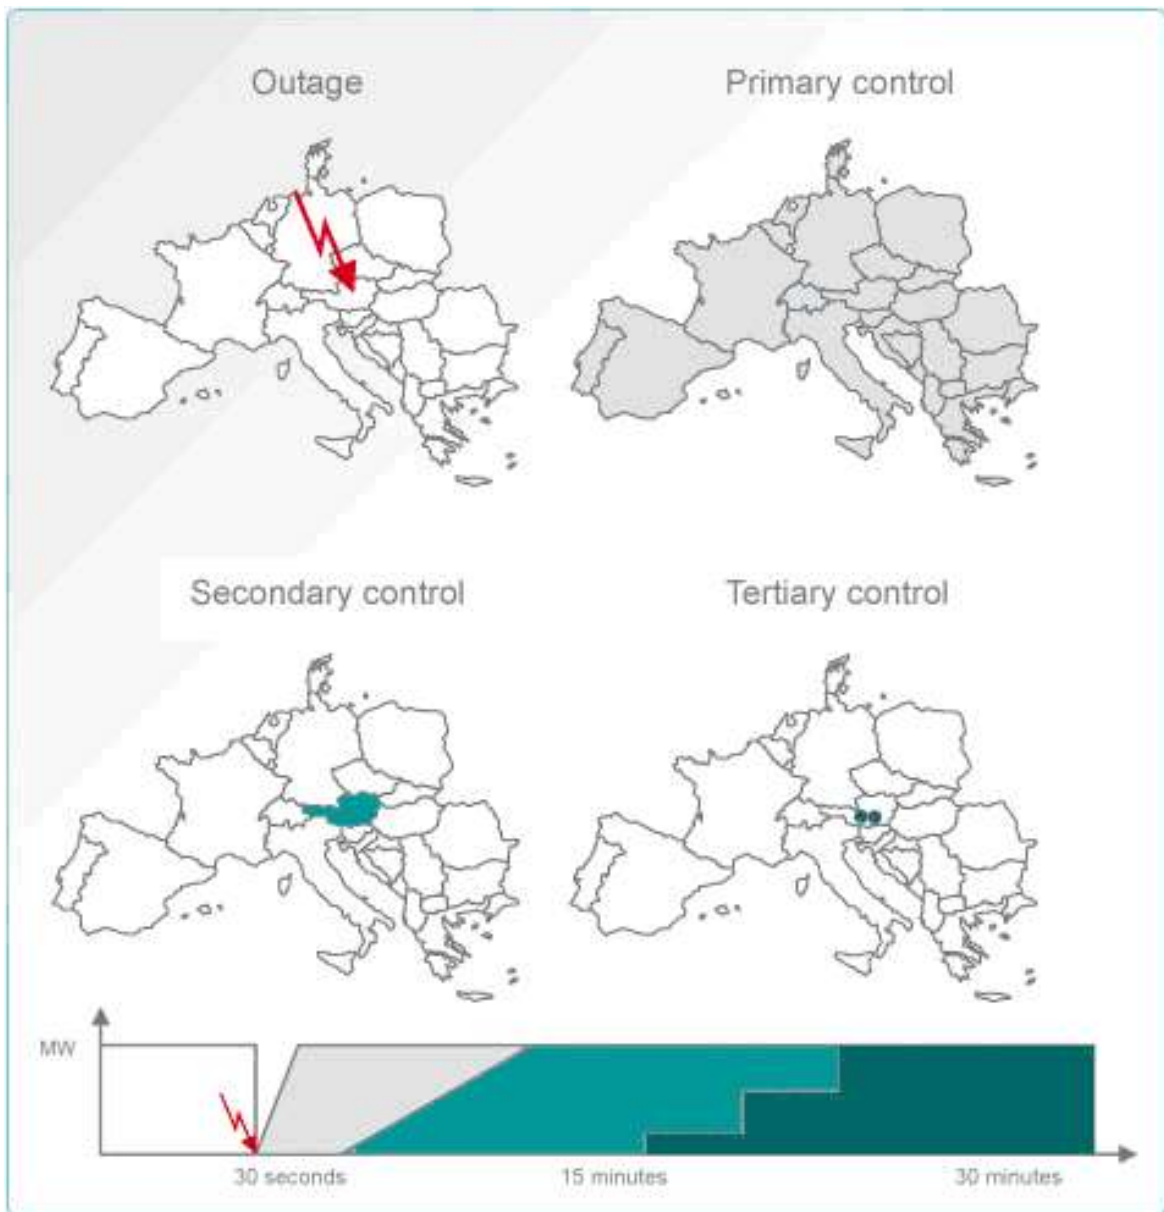 Outage
Primary control
Secondary control
Tertiary control
MW
30 seconds
15 minutes
30 minutes